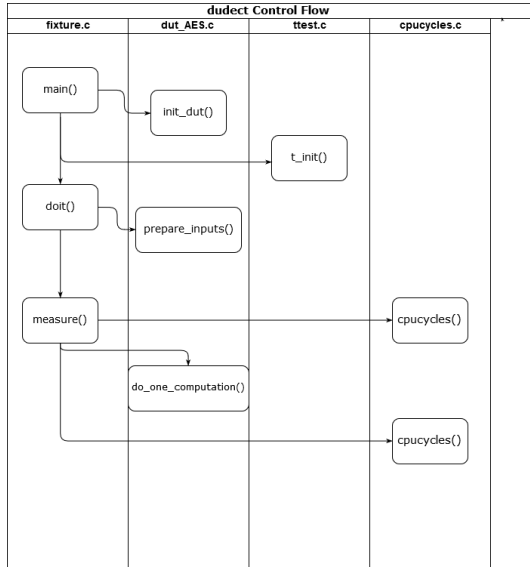 dudect Control Flow
fixture.c dut_AES.c ttest.c cpucycles.c
main()
init_dut()
t_init()
doit()
prepare_inputs()
measure()
cpucycles()
do_one_computation()
cpucycles()